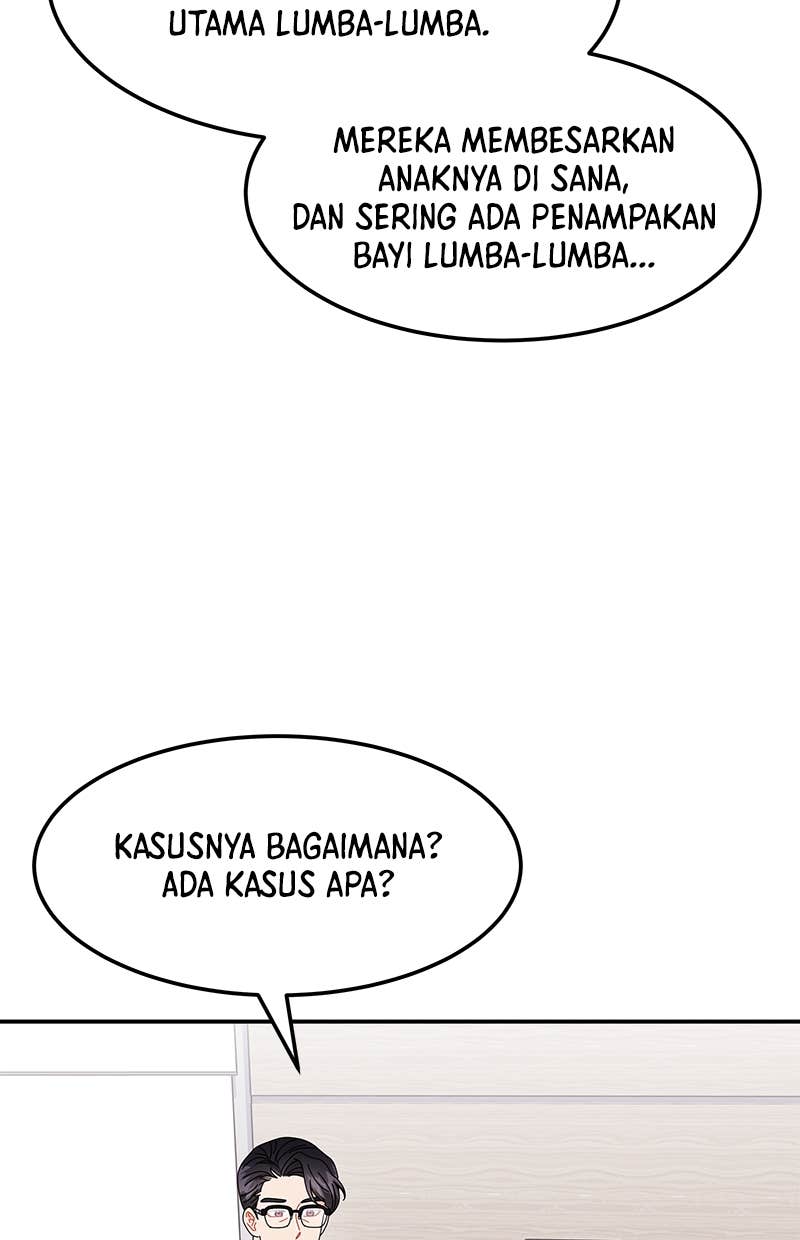 UTAMA LUMBA-LUMBA.
MEREKA MEMBESARKAN
ANAKNYA DI SANA,
DAN SERING ADA PENAMPAKAN
BAYI LUMBA-LUMBA...
KASUSNYA BAGAIMANA?
ADA KASUS APA?